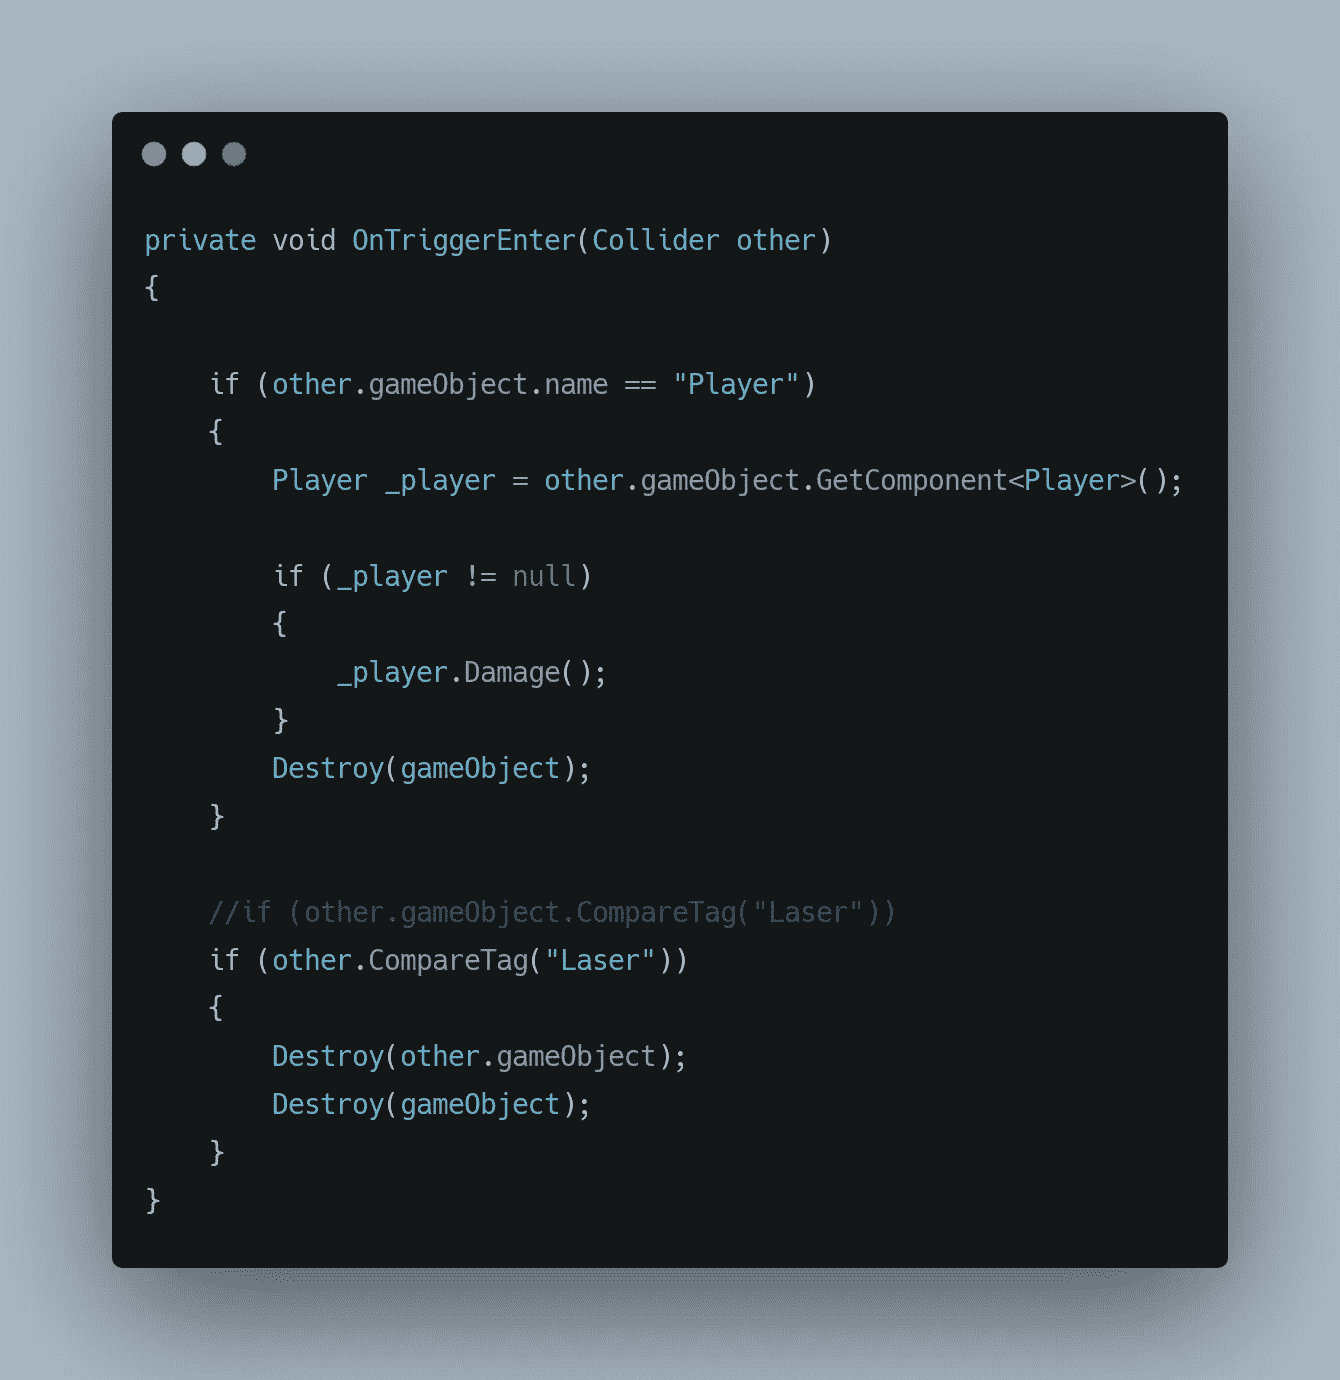 private void OnTriggerEnter(Collider other)
{
    if (other.gameObject.name == "Player")
    {
        Player _player = other.gameObject.GetComponent<Player>();
        if (_player != null)
        {
            _player.Damage();
        }
        Destroy(gameObject);
    }
    //if (other.gameObject.CompareTag("Laser"))
    if (other.CompareTag("Laser"))
    {
        Destroy(other.gameObject);
        Destroy(gameObject);
    }
}